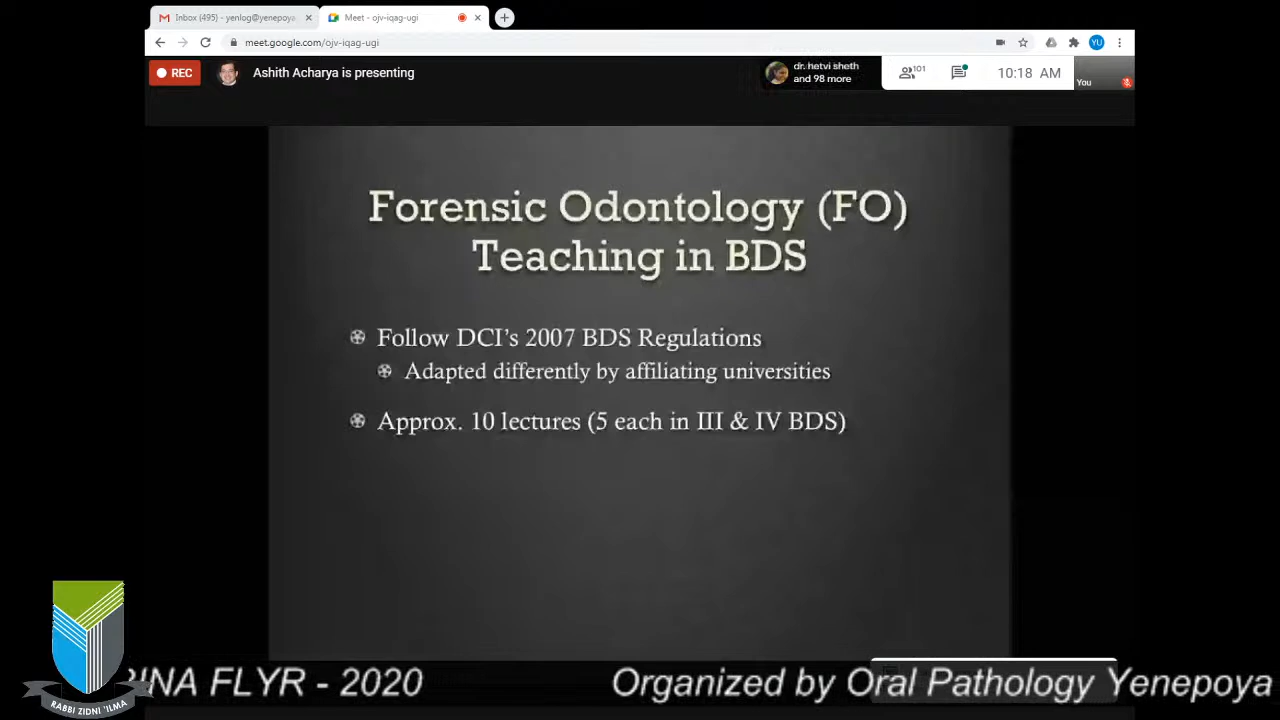 Inbox (495) - yenlog@yenepoya
Meet - ojv-iqag-ugi
meet.google.com/ojv-iqag-ugi
YU
REC
Ashith Acharya is presenting
dr. hetvi sheth
and 98 more
101
10:18 AM
You
Forensic Odontology (FO)
Teaching in BDS
Follow DCI's 2007 BDS Regulations
Adapted differently by affiliating universities
Approx. 10 lectures (5 each in III & IV BDS)
FLYR - 2020
Organized by Oral Pathology Yenepoya
RABBI ZIDNI 'ILMA